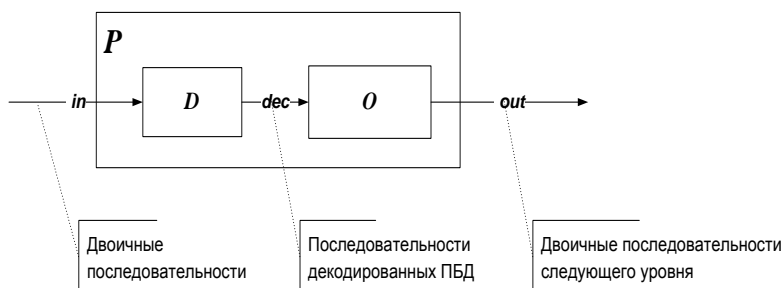 P
in
D
dec
O
out
Двоичные
последовательности
Последовательности
декодированных ПБД
Двоичные последовательности
следующего уровня